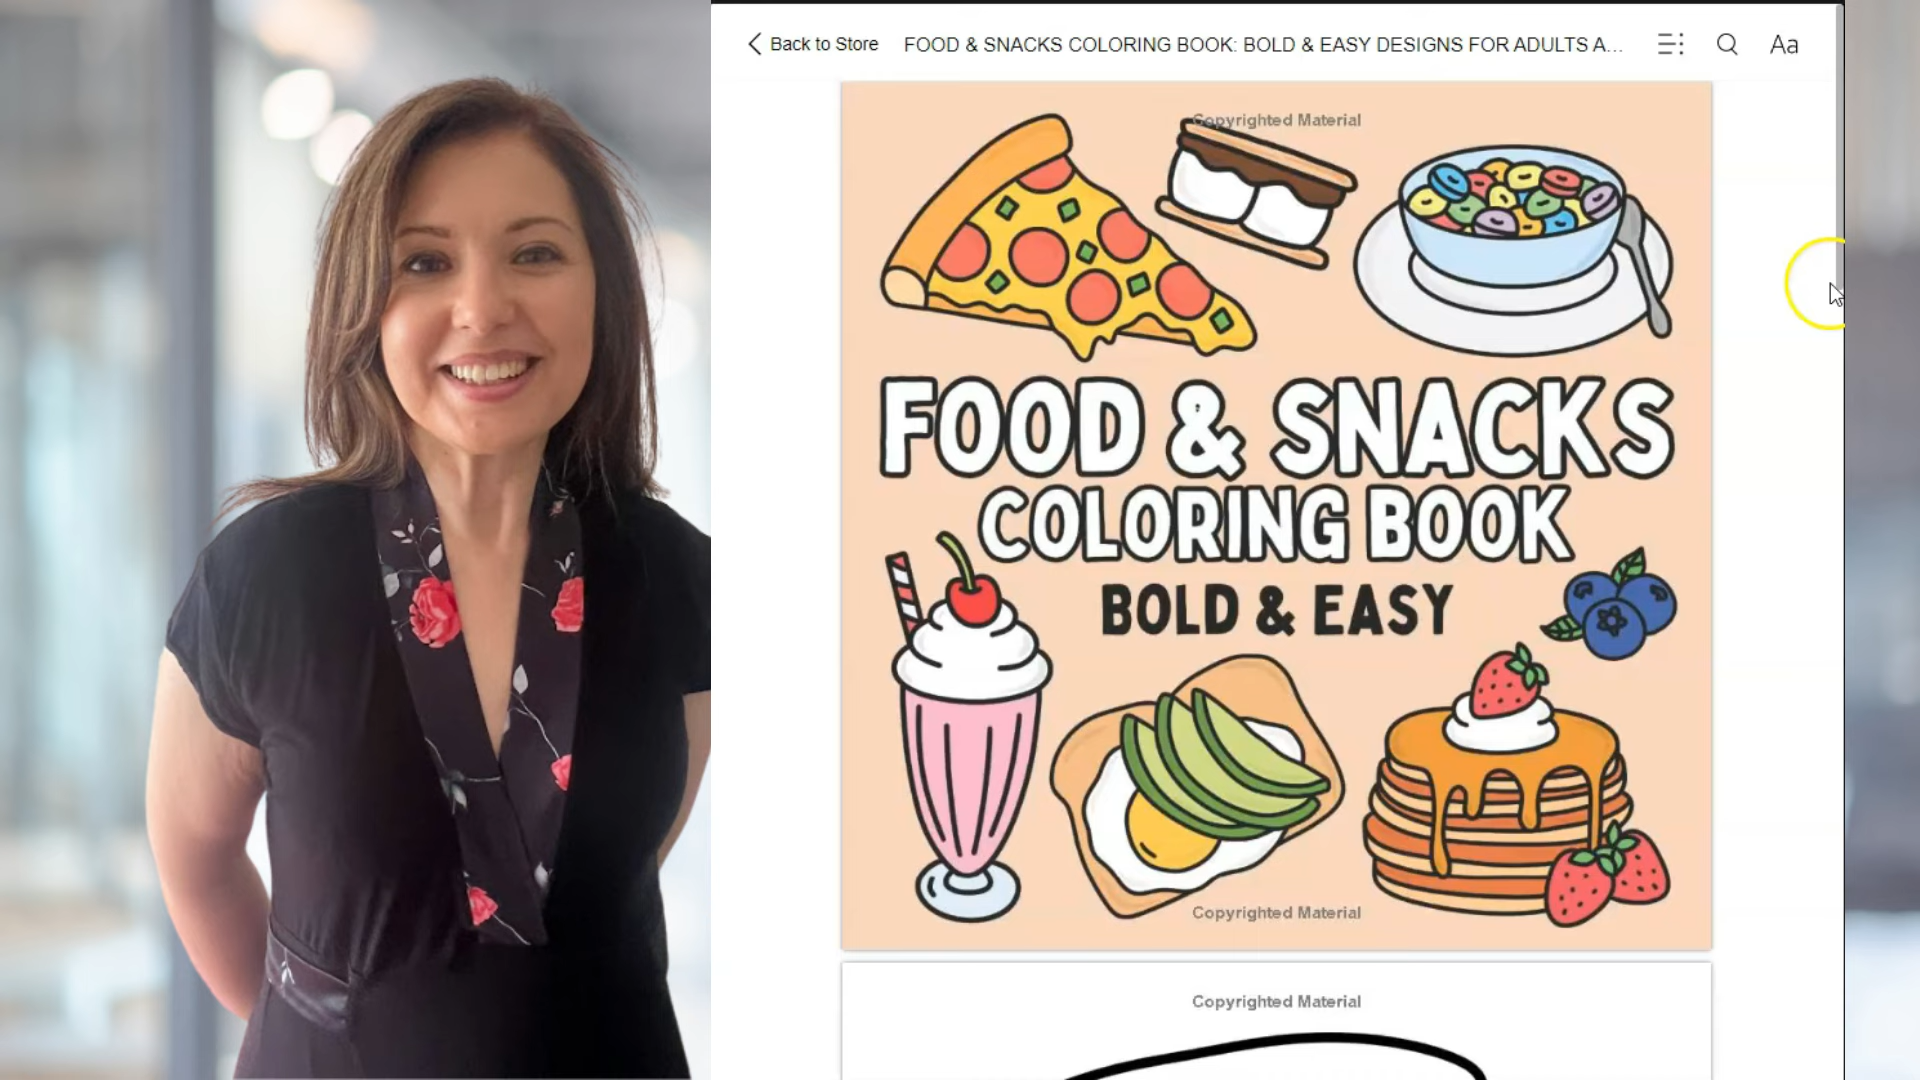 Back to Store
FOOD & SNACKS COLORING BOOK: BOLD & EASY DESIGNS FOR ADULTS A...
Aa
Copyrighted Material
FOOD & SNACKS
COLORING BOOK
BOLD & EASY
Copyrighted Material
Copyrighted Material